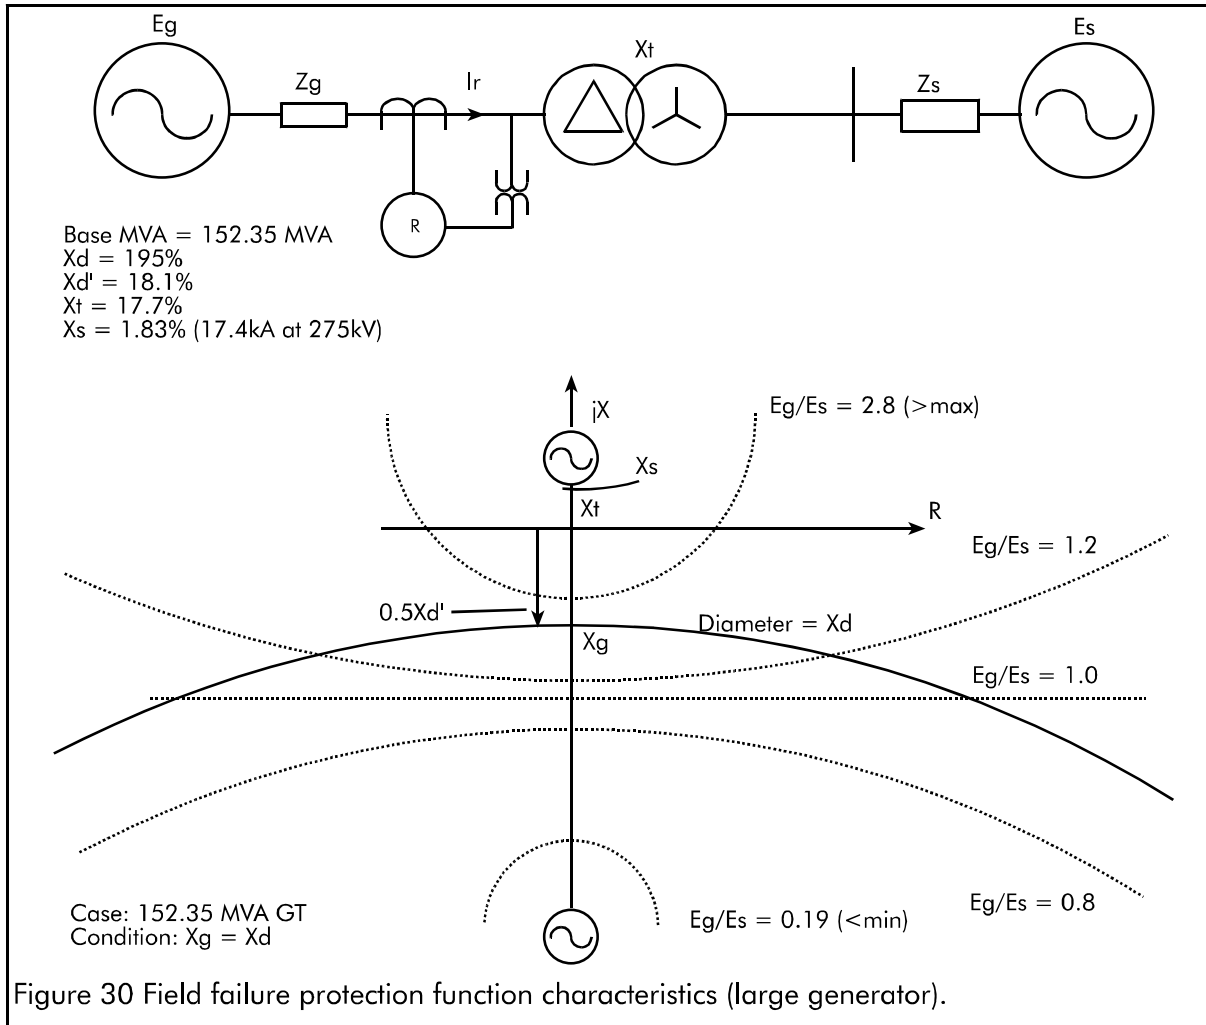 Eg
Xt
Es
Zg
Ir
Zs
R
Base MVA = 152.35 MVA
Xd = 195%
Xd' = 18.1%
Xt = 17.7%
Xs = 1.83% (17.4kA at 275kV)
jX
Eg/Es = 2.8 (>max)
Xs
Xt
R
Eg/Es = 1.2
0.5Xd'
Diameter = Xd
Xg
Eg/Es = 1.0
Case: 152.35 MVA GT
Condition: Xg = Xd
Eg/Es = 0.19 (<min)
Eg/Es = 0.8
Figure 30 Field failure protection function characteristics (large generator).